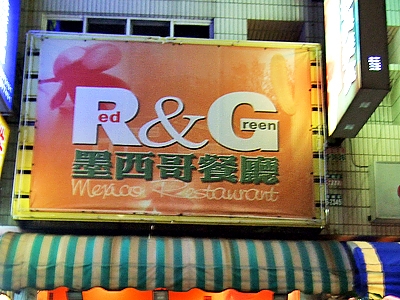 Red & Green
墨西哥餐廳
Mexico Restaurant